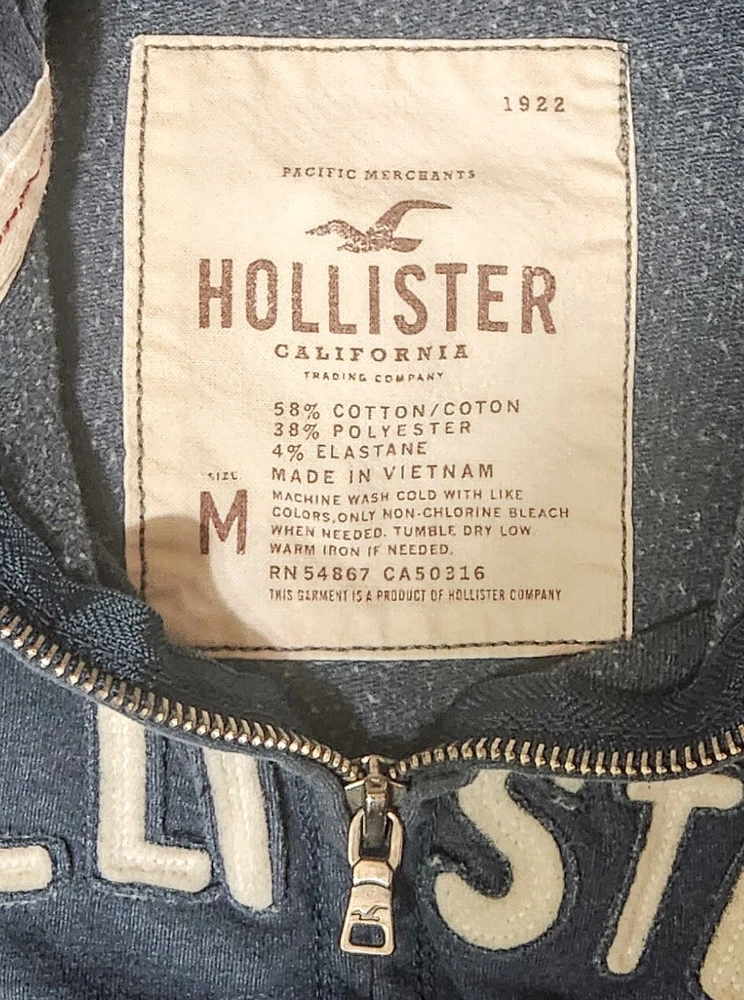 1922
PACIFIC MERCHANTS
HOLLISTER
CALIFORNIA
TRADING COMPANY
58% COTTON/COTON
38% POLYESTER
4% ELASTANE
MADE IN VIETNAM
SIZE
M
MACHINE WASH COLD WITH LIKE
COLORS,ONLY NON-CHLORINE BLEACH
WHEN NEEDED. TUMBLE DRY LOW.
WARM IRON IF NEEDED.
RN54867 CA50316
THIS GARMENT IS A PRODUCT OF HOLLISTER COMPANY
LLIST